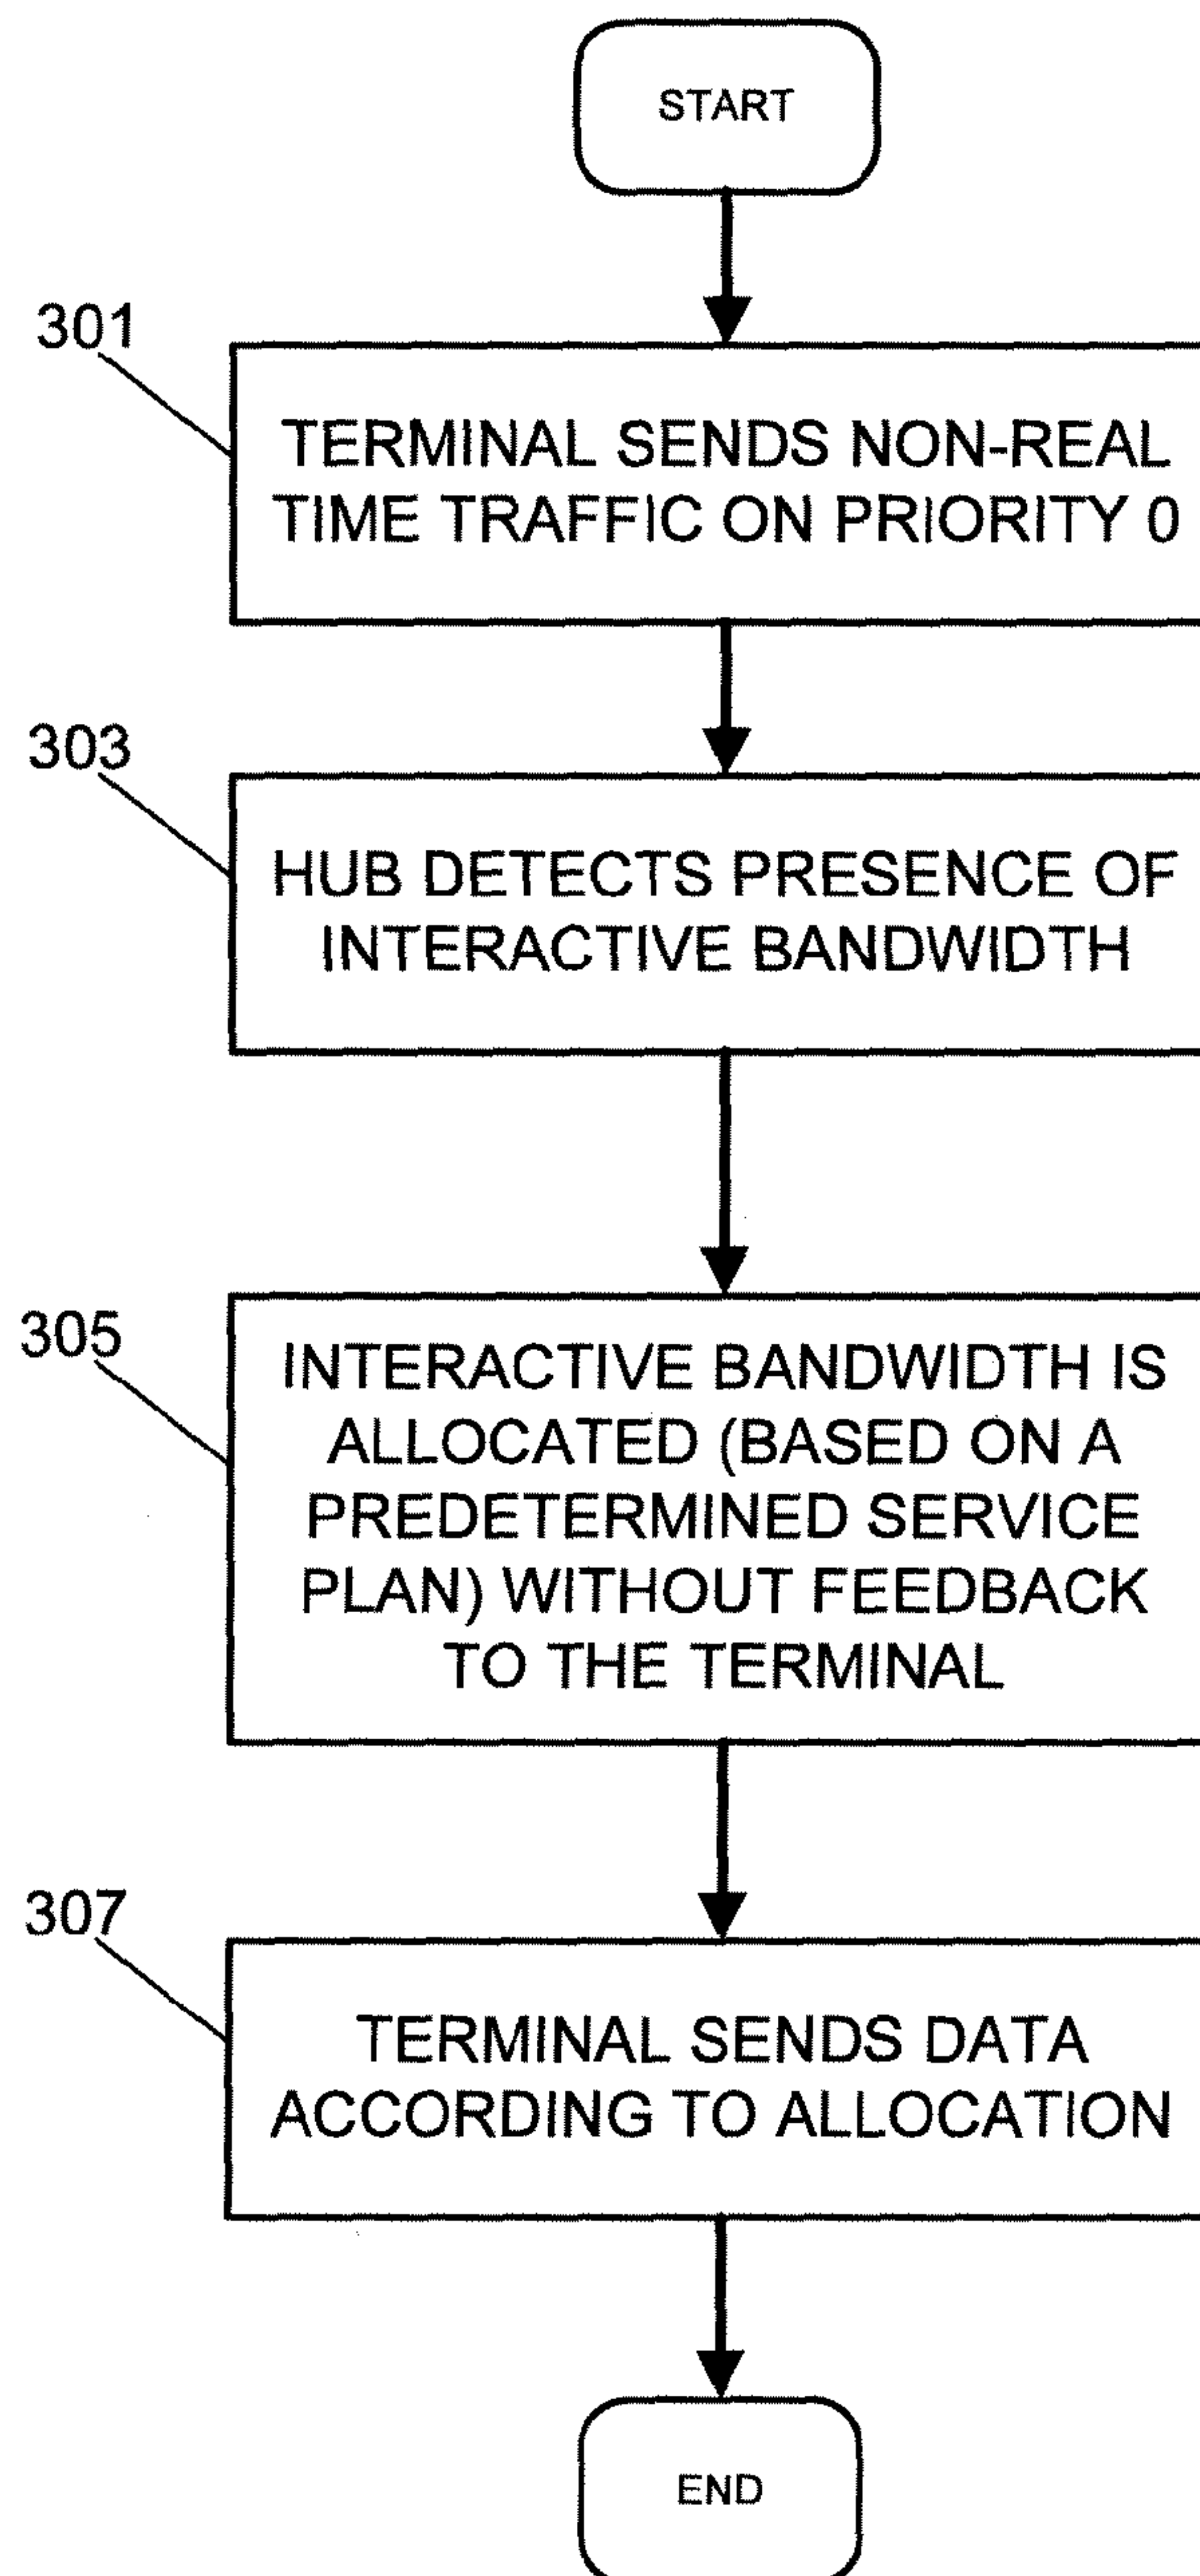 START
301
TERMINAL SENDS NON-REAL
TIME TRAFFIC ON PRIORITY 0
303
HUB DETECTS PRESENCE OF
INTERACTIVE BANDWIDTH
305
INTERACTIVE BANDWIDTH IS
ALLOCATED (BASED ON A
PREDETERMINED SERVICE
PLAN) WITHOUT FEEDBACK
TO THE TERMINAL
307
TERMINAL SENDS DATA
ACCORDING TO ALLOCATION
END